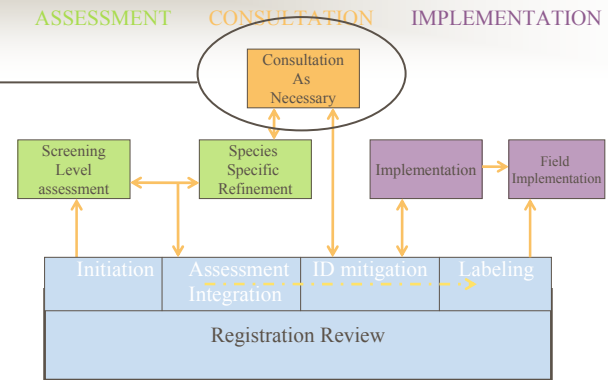 ASSESSMENT CONSULTATION IMPLEMENTATION
Consultation
As
Necessary
Screening
Level
assessment
Species
Specific
Refinement
Implementation
Field
Implementation
Initiation
Assessment
Integration
ID mitigation
Labeling
Registration Review